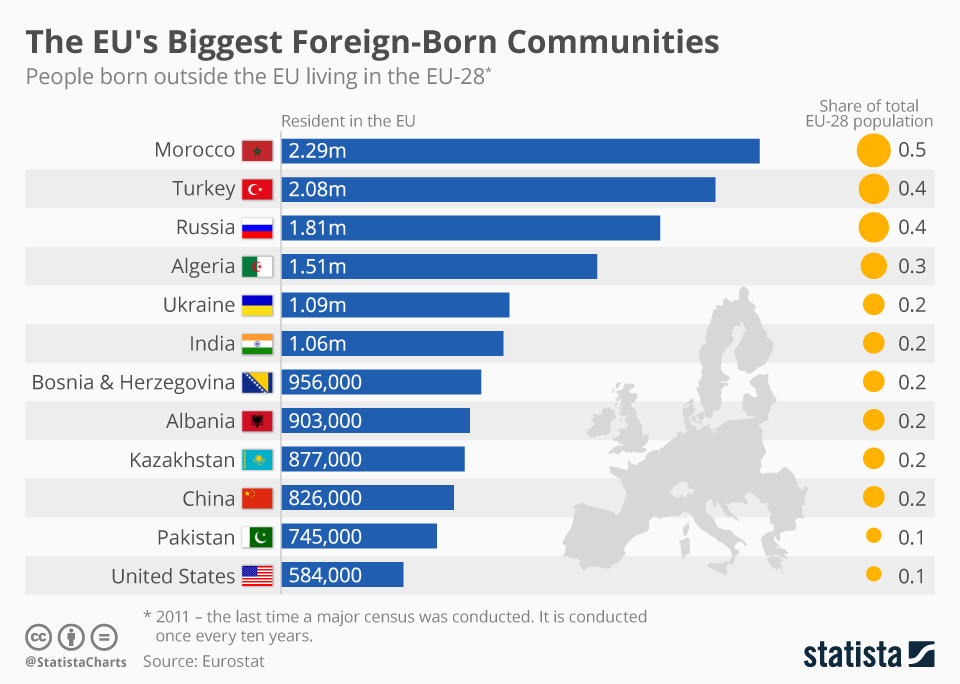 The EU's Biggest Foreign-Born Communities
People born outside the EU living in the EU-28*
Resident in the EU
Share of total
EU-28 population
Morocco 2.29m 0.5
Turkey 2.08m 0.4
Russia 1.81m 0.4
Algeria 1.51m 0.3
Ukraine 1.09m 0.2
India 1.06m 0.2
Bosnia & Herzegovina 956,000 0.2
Albania 903,000 0.2
Kazakhstan 877,000 0.2
China 826,000 0.2
Pakistan 745,000 0.1
United States 584,000 0.1
* 2011 – the last time a major census was conducted. It is conducted
once every ten years.
cc
@StatistaCharts
Source: Eurostat
statista